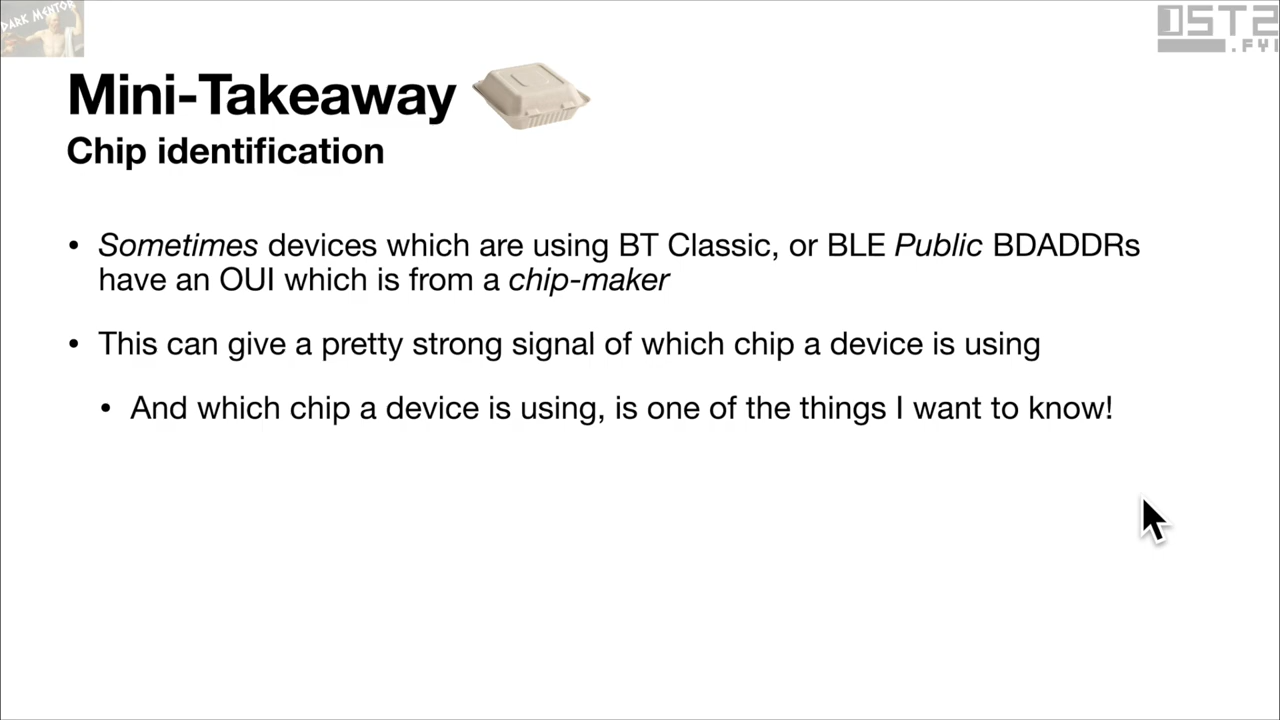 DARK MENTOR
OST2
.FYI
Mini-Takeaway
Chip identification
• Sometimes devices which are using BT Classic, or BLE Public BDADDRs
have an OUI which is from a chip-maker
• This can give a pretty strong signal of which chip a device is using
• And which chip a device is using, is one of the things I want to know!